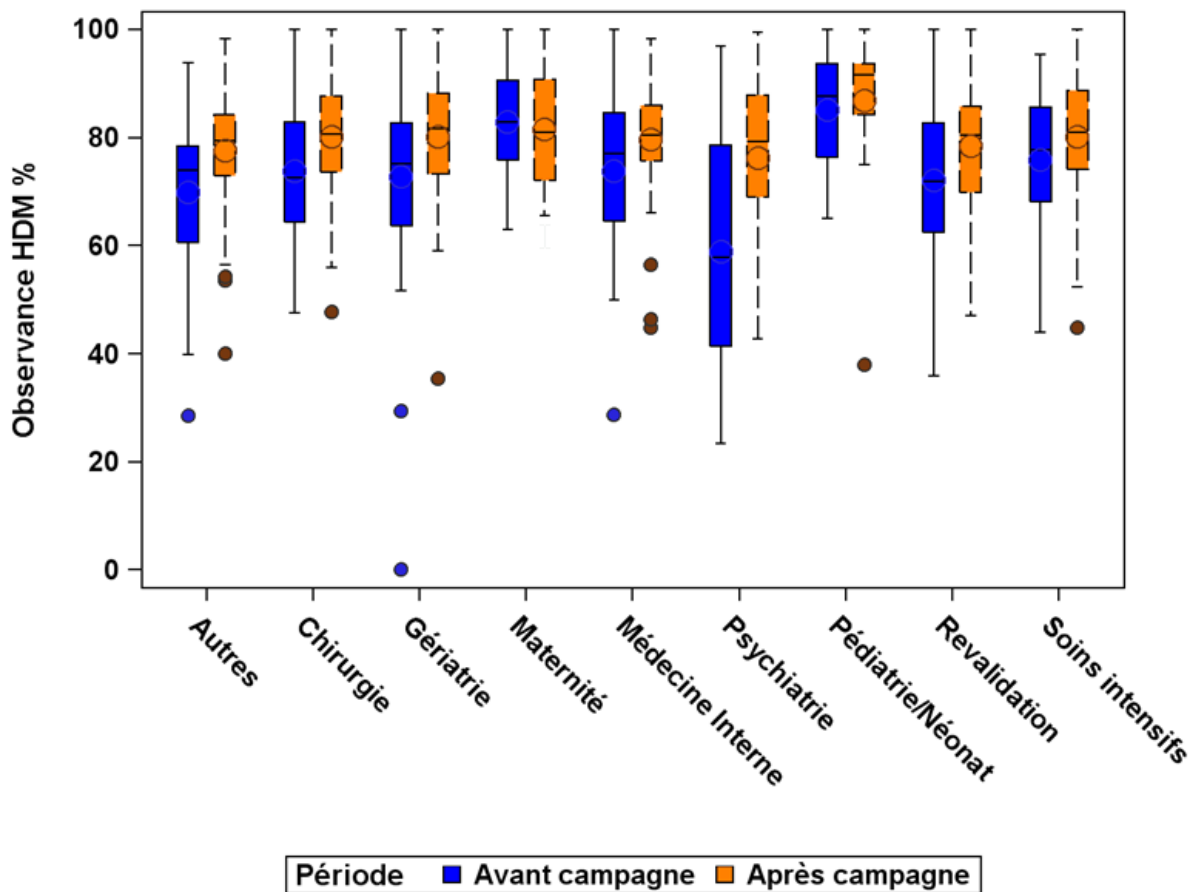 Observance HDM %
100
80
60
40
20
0
Autres
Chirurgie
Gériatrie
Maternité
Médecine Interne
Psychiatrie
Pédiatrie/Néonat
Revalidation
Soins intensifs
Période Avant campagne Après campagne